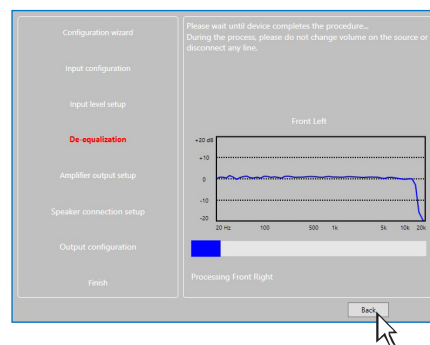 Configuration wizard
Input configuration
Input level setup
De-equalization
Amplifier output setup
Speaker connection setup
Output configuration
Finish
Please wait until device completes the procedure...
During the process, please do not change volume on the source or
disconnect any line.
Front Left
+20 dB
+10
0
-10
-20
20 Hz 100 500 1k 5k 10k 20k
Processing Front Right
Back